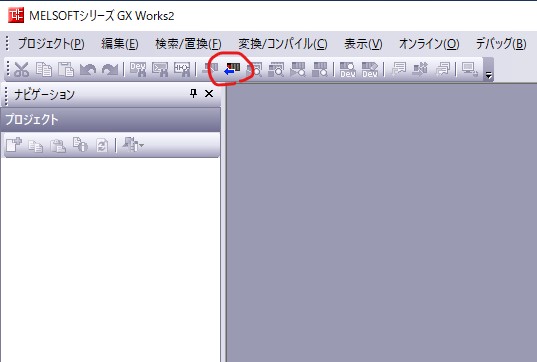 MELSOFTシリーズ GX Works2
プロジェクト(P) 編集(E) 検索/置換(F) 変換/コンパイル(C) 表示(V) オンライン(O) デバッグ(B)
Dev Dev
ナビゲーション
プロジェクト